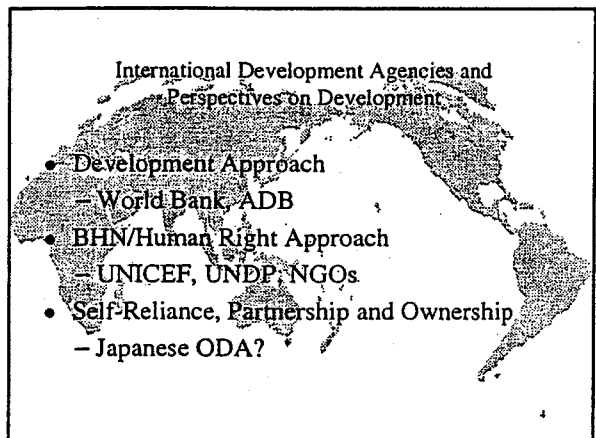 International Development Agencies and
Perspectives on Development
• Development Approach
– World Bank, ADB
• BHN/Human Right Approach
– UNICEF, UNDP, NGOs
• Self-Reliance, Partnership and Ownership
– Japanese ODA?
4